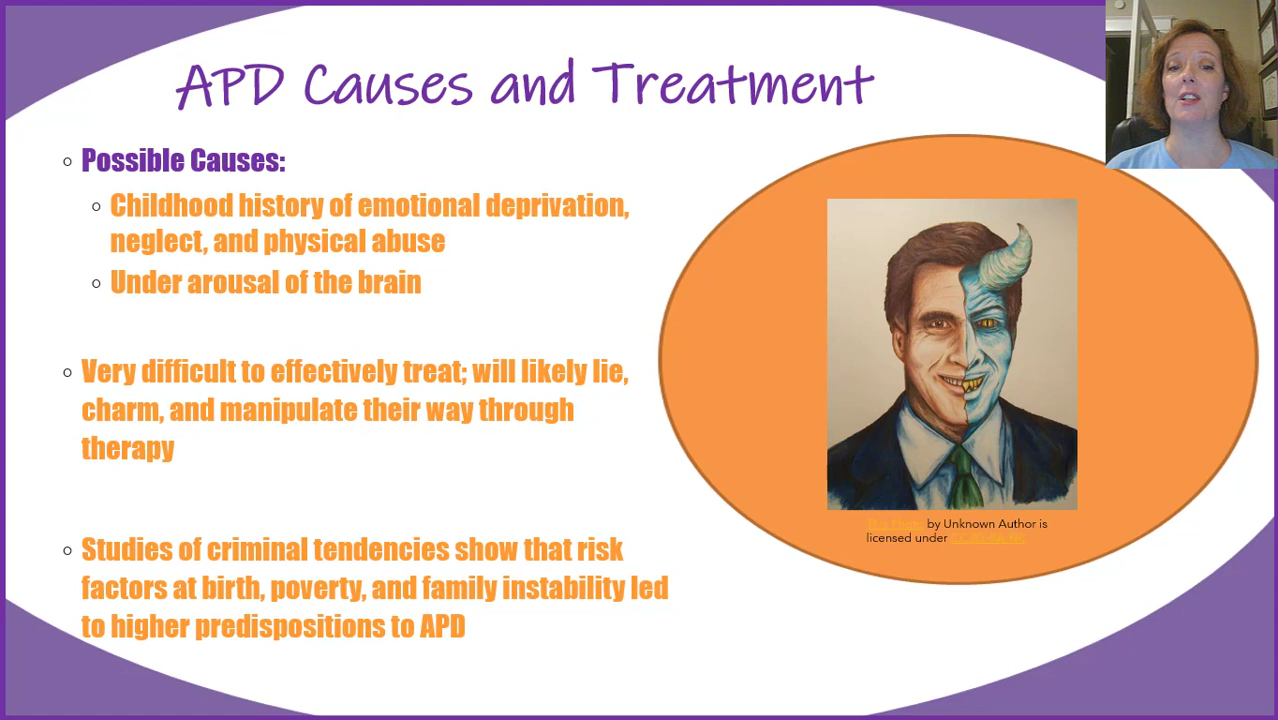 APD Causes and Treatment
Possible Causes:
Childhood history of emotional deprivation,
neglect, and physical abuse
Under arousal of the brain
Very difficult to effectively treat; will likely lie,
charm, and manipulate their way through
therapy
Studies of criminal tendencies show that risk
factors at birth, poverty, and family instability led
to higher predispositions to APD
This Photo by Unknown Author is
licensed under